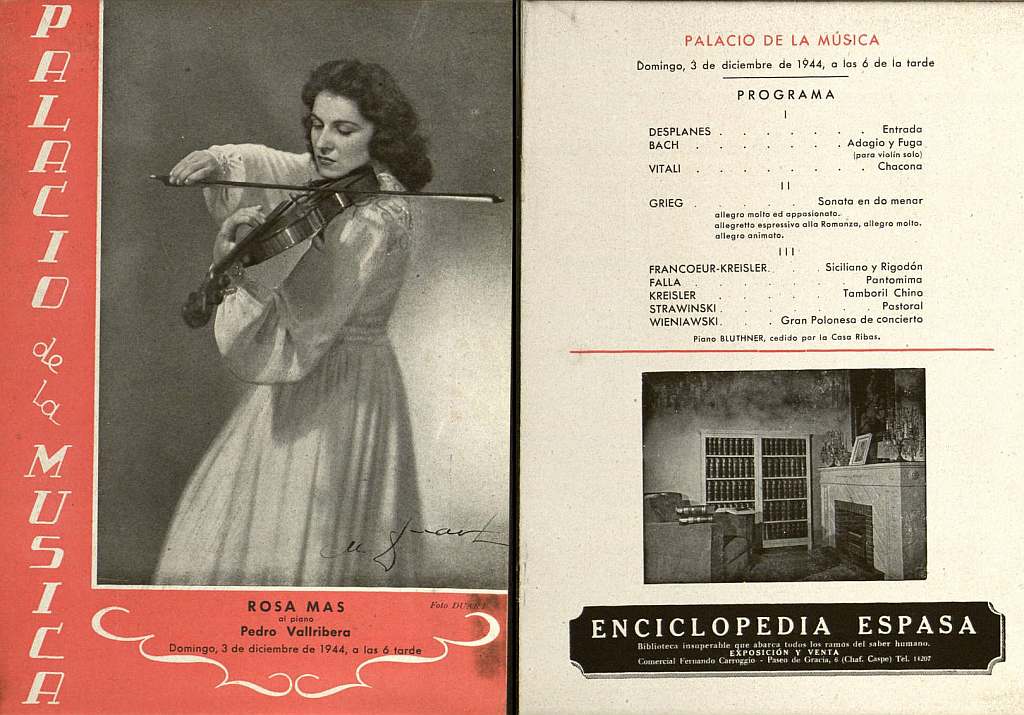 PALACIO de la MUSICA
M. Duart
ROSA MAS
Foto DUART
al piano
Pedro Vallribera
Domingo, 3 de diciembre de 1944, a las 6 tarde
PALACIO DE LA MÚSICA
Domingo, 3 de diciembre de 1944, a las 6 de la tarde
PROGRAMA
I
DESPLANES . . . . . . . Entrada
BACH . . . . . . . Adagio y Fuga
(para violín solo)
VITALI . . . . . . . . Chacona
II
GRIEG . . . . . . Sonata en do menar
allegro molto ed appasionato.
allegretto espressivo alla Romanza, allegro molto.
allegro animato.
III
FRANCOEUR-KREISLER. . . Siciliano y Rigodón
FALLA . . . . . . . Pantomima
KREISLER . . . . . . Tamboril Chino
STRAWINSKI . . . . . . . Pastoral
WIENIAWSKI. . . Gran Polonesa de concierto
Piano BLUTHNER, cedido por la Casa Ribas.
ENCICLOPEDIA ESPASA
Biblioteca insuperable que abarca todos los ramos del saber humano.
EXPOSICIÓN Y VENTA
Comercial Fernando Carroggio - Paseo de Gracia, 6 (Chaf. Caspe) Tel. 14207